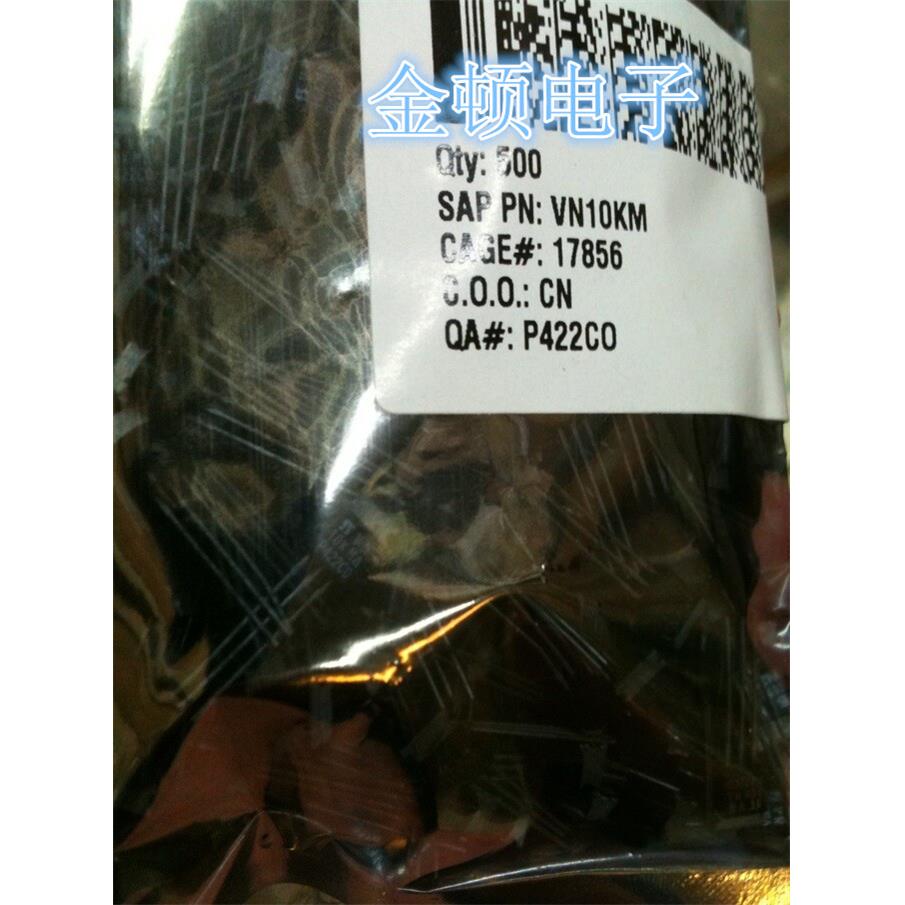 金顿电子
Qty: 500
SAP PN: VN10KM
CAGE#: 17856
C.O.O.: CN
QA#: P422CO